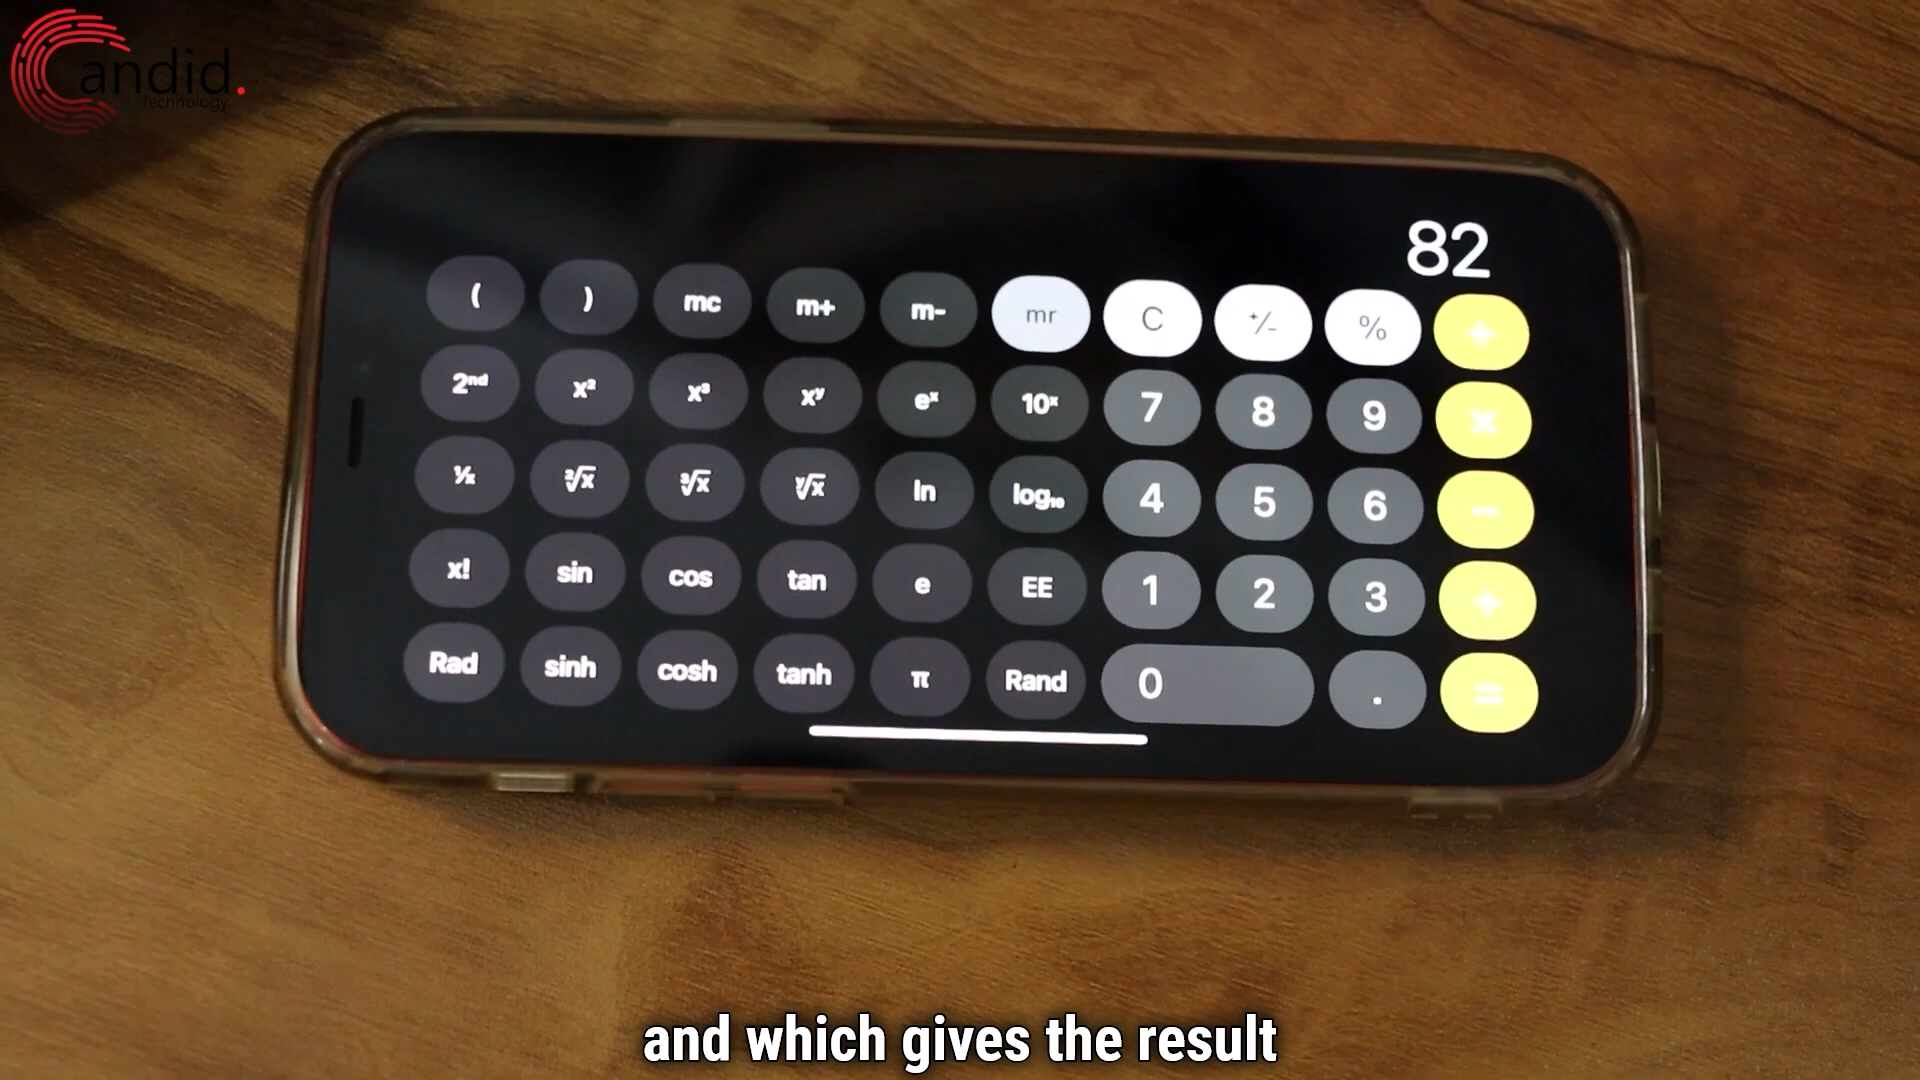 Candid.
Technology
82
( ) mc m+ m- mr C +/- % ÷
2ⁿᵈ x² x³ xʸ eˣ 10ˣ 7 8 9 ×
1/x ²√x ³√x ʸ√x ln log₁₀ 4 5 6 −
x! sin cos tan e EE 1 2 3 +
Rad sinh cosh tanh π Rand 0 . =
and which gives the result